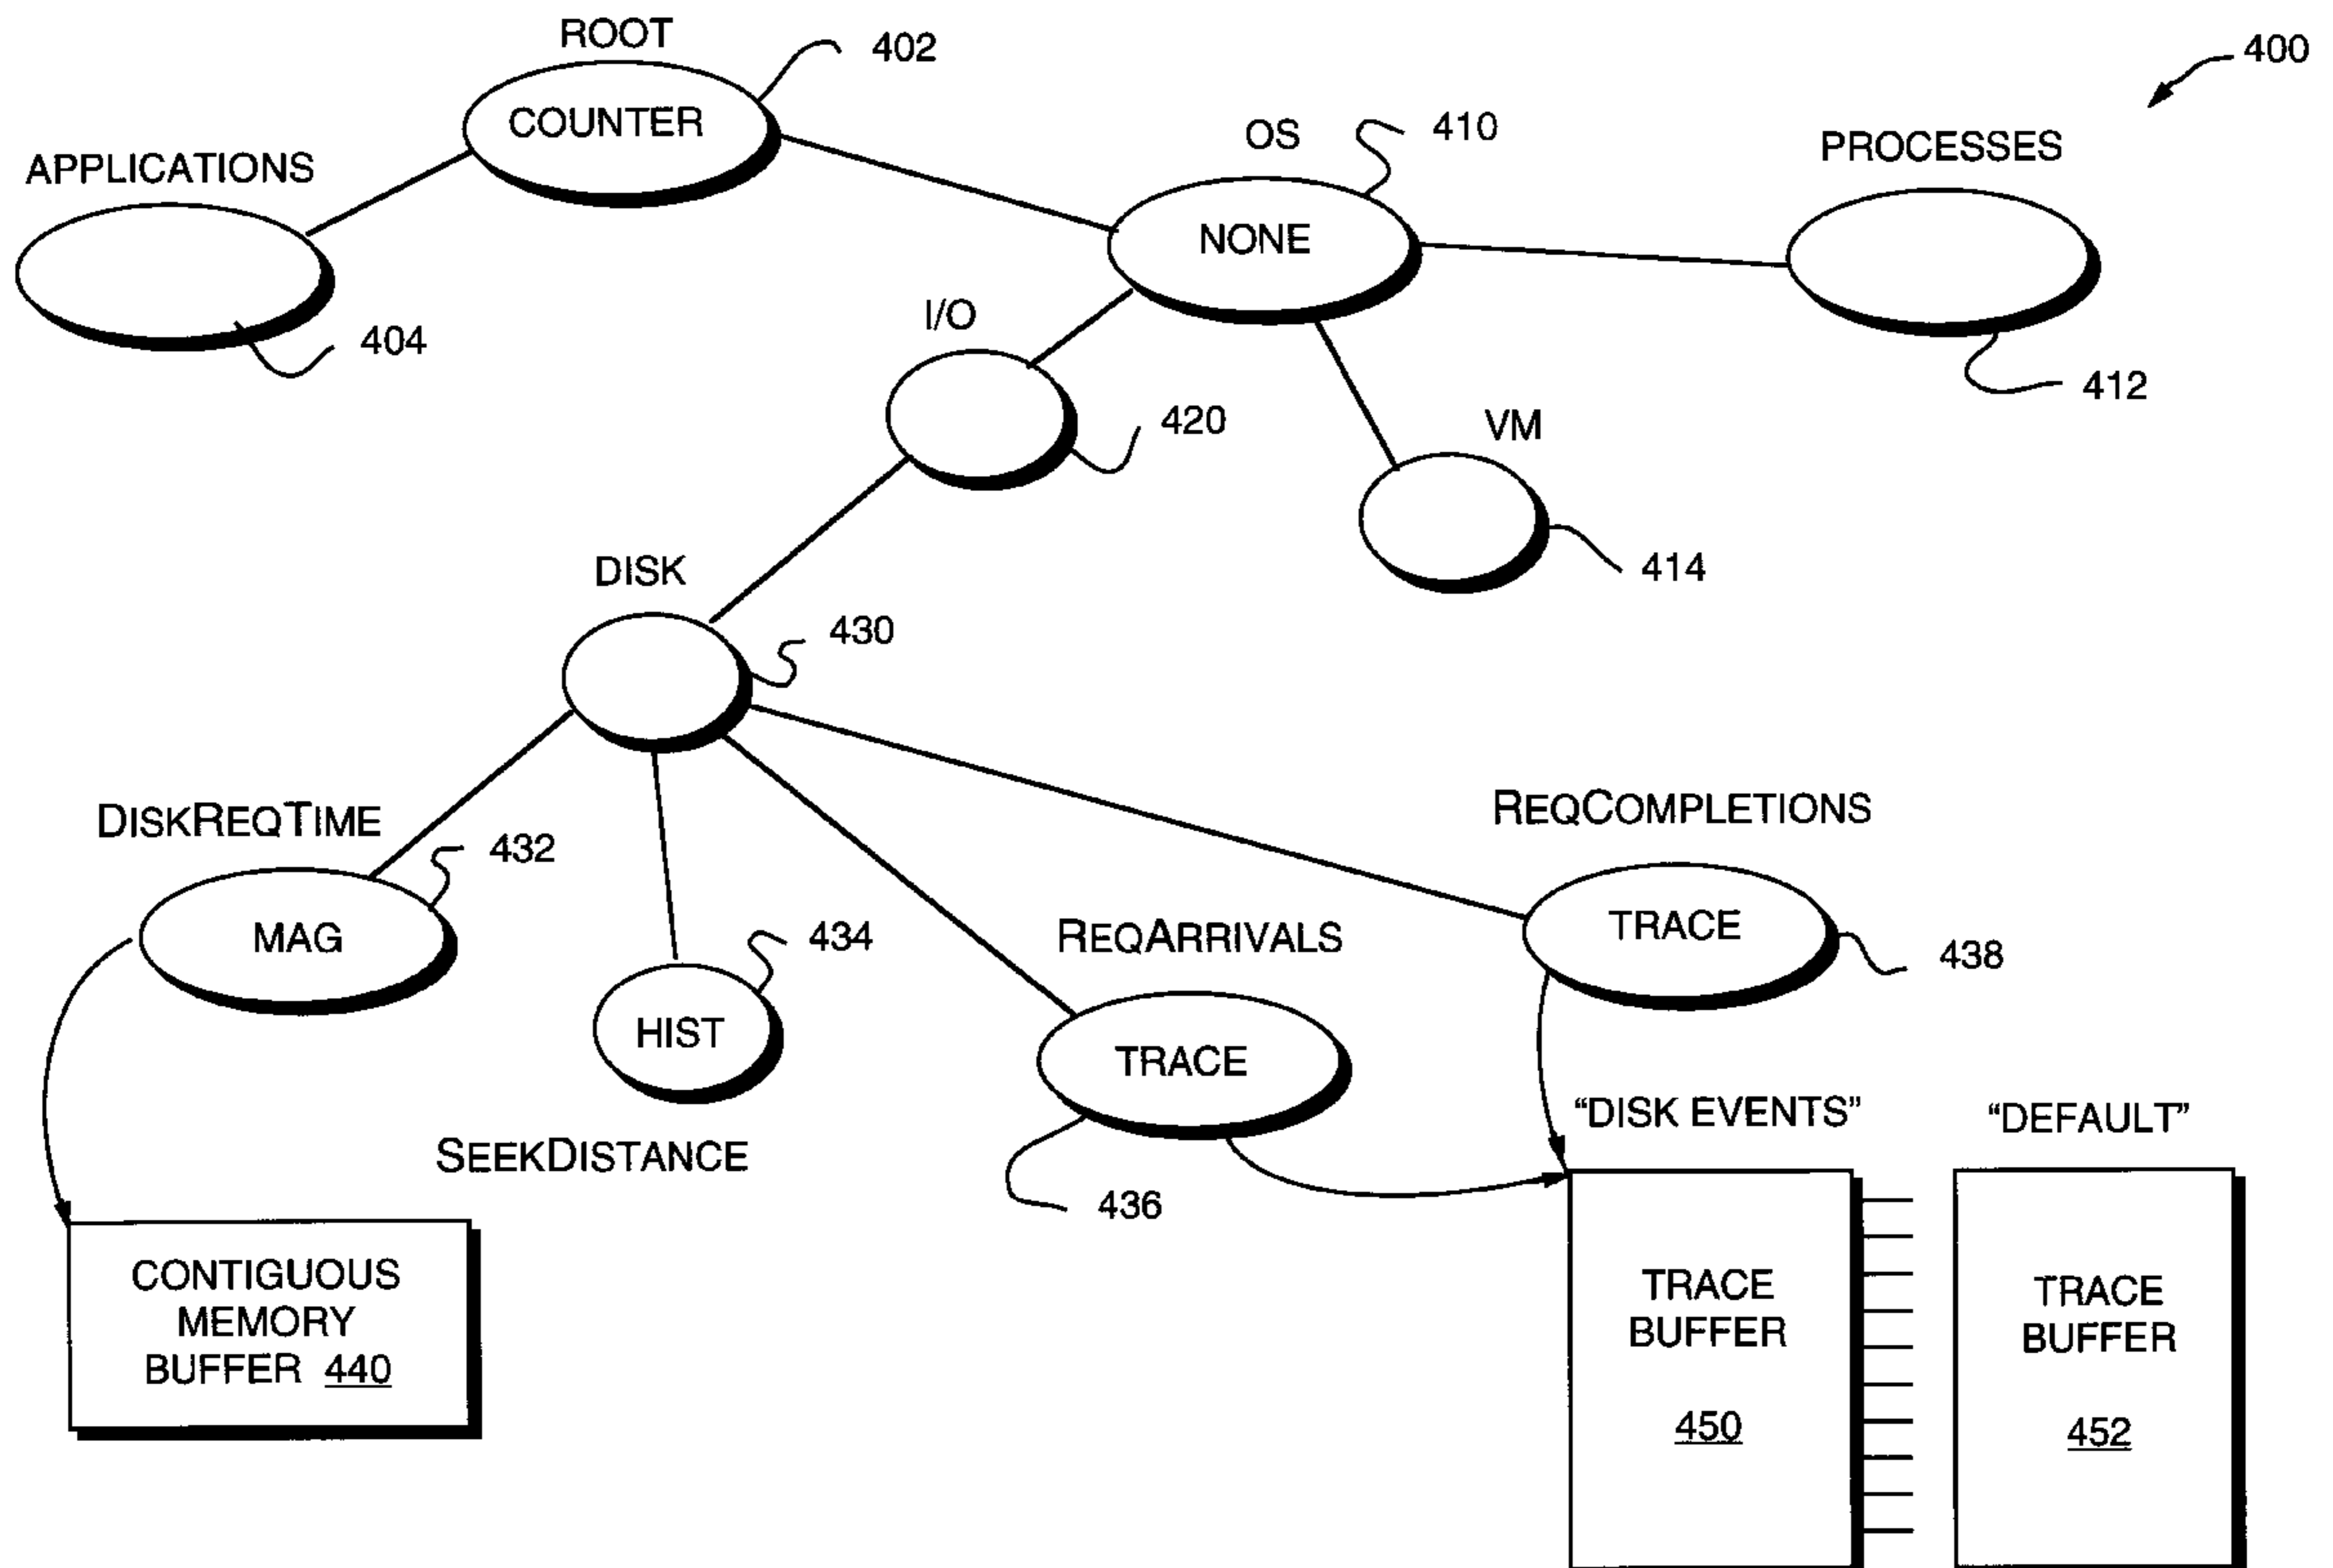 ROOT
402
400
COUNTER
OS
410
PROCESSES
APPLICATIONS
NONE
I/O
404
412
420
VM
414
DISK
430
DISKREQTIME
432
REQCOMPLETIONS
MAG
434
REQARRIVALS
TRACE
438
HIST
TRACE
"DISK EVENTS"
"DEFAULT"
SEEKDISTANCE
436
CONTIGUOUS
MEMORY
BUFFER 440
TRACE
BUFFER
450
TRACE
BUFFER
452